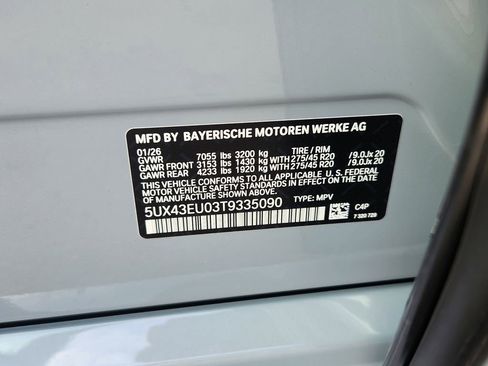 MFD BY BAYERISCHE MOTOREN WERKE AG
01/26 TIRE / RIM
GVWR 7055 lbs 3200 kg
GAWR FRONT 3153 lbs 1430 kg WITH 275/45 R20 /9.0Jx 20
GAWR REAR 4233 lbs 1920 kg WITH 275/45 R20 /9.0Jx 20
THIS VEHICLE CONFORMS TO ALL APPLICABLE U. S. FEDERAL
MOTOR VEHICLE SAFETY STANDARDS IN EFFECT ON THE DATE
OF MANUFACTURE SHOWN ABOVE.
5UX43EU03T9335090 TYPE: MPV
C4P
7 320 729